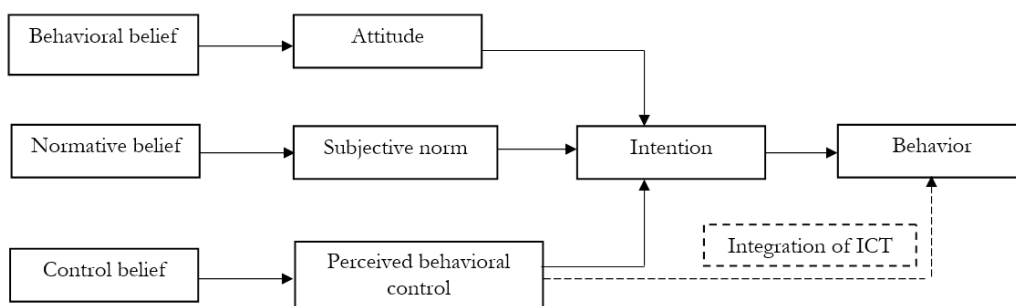 Behavioral belief
Attitude
Normative belief
Subjective norm
Intention
Behavior
Integration of ICT
Control belief
Perceived behavioral
control